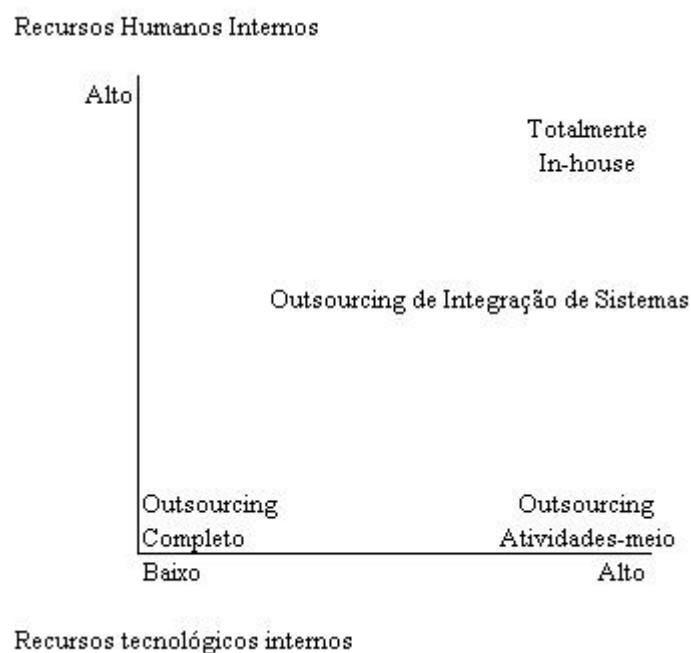 Recursos Humanos Internos
Alto
Totalmente
In-house
Outsourcing de Integração de Sistemas
Outsourcing
Completo
Outsourcing
Atividades-meio
Baixo
Alto
Recursos tecnológicos internos